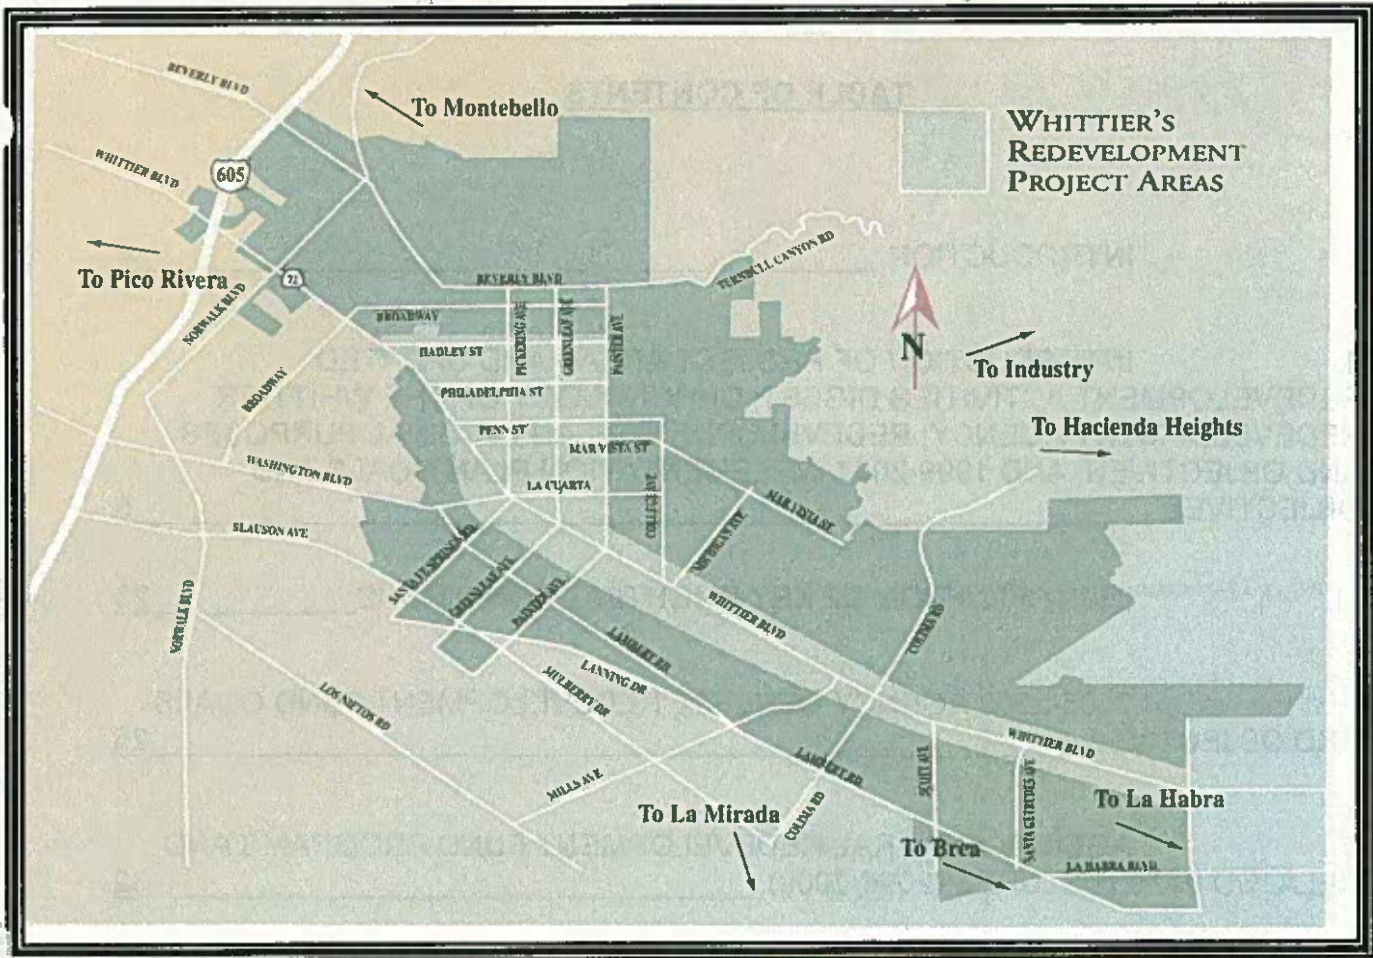 BEVERLY BLVD
To Montebello
WHITTIER'S
REDEVELOPMENT
PROJECT AREAS
WHITTIER BLVD
605
To Pico Rivera
72
NORWALK BLVD
BEVERLY BLVD
TURNBULL CANYON RD
BROADWAY
PICKERING AVE
GREENLEAF AVE
PAINTER AVE
HADLEY ST
N
To Industry
BROADWAY
PHILADELPHIA ST
PENN ST
MAR VISTA ST
To Hacienda Heights
WASHINGTON BLVD
LA CUARTA
COLLEGE AVE
MAR VISTA ST
MICHIGAN AVE
SLAUSON AVE
SANTA FE SPRINGS RD
GREENLEAF AVE
PAINTER AVE
NORWALK BLVD
WHITTIER BLVD
COLIMA RD
LAMBERT RD
LANNING DR
MULBERRY DR
LOS NIETOS RD
WHITTIER BLVD
MILLS AVE
LAMBERT RD
SCOTT AVE
SANTA GERTRUDES AVE
COLIMA RD
To La Mirada
To La Habra
To Brea
LA HABRA BLVD